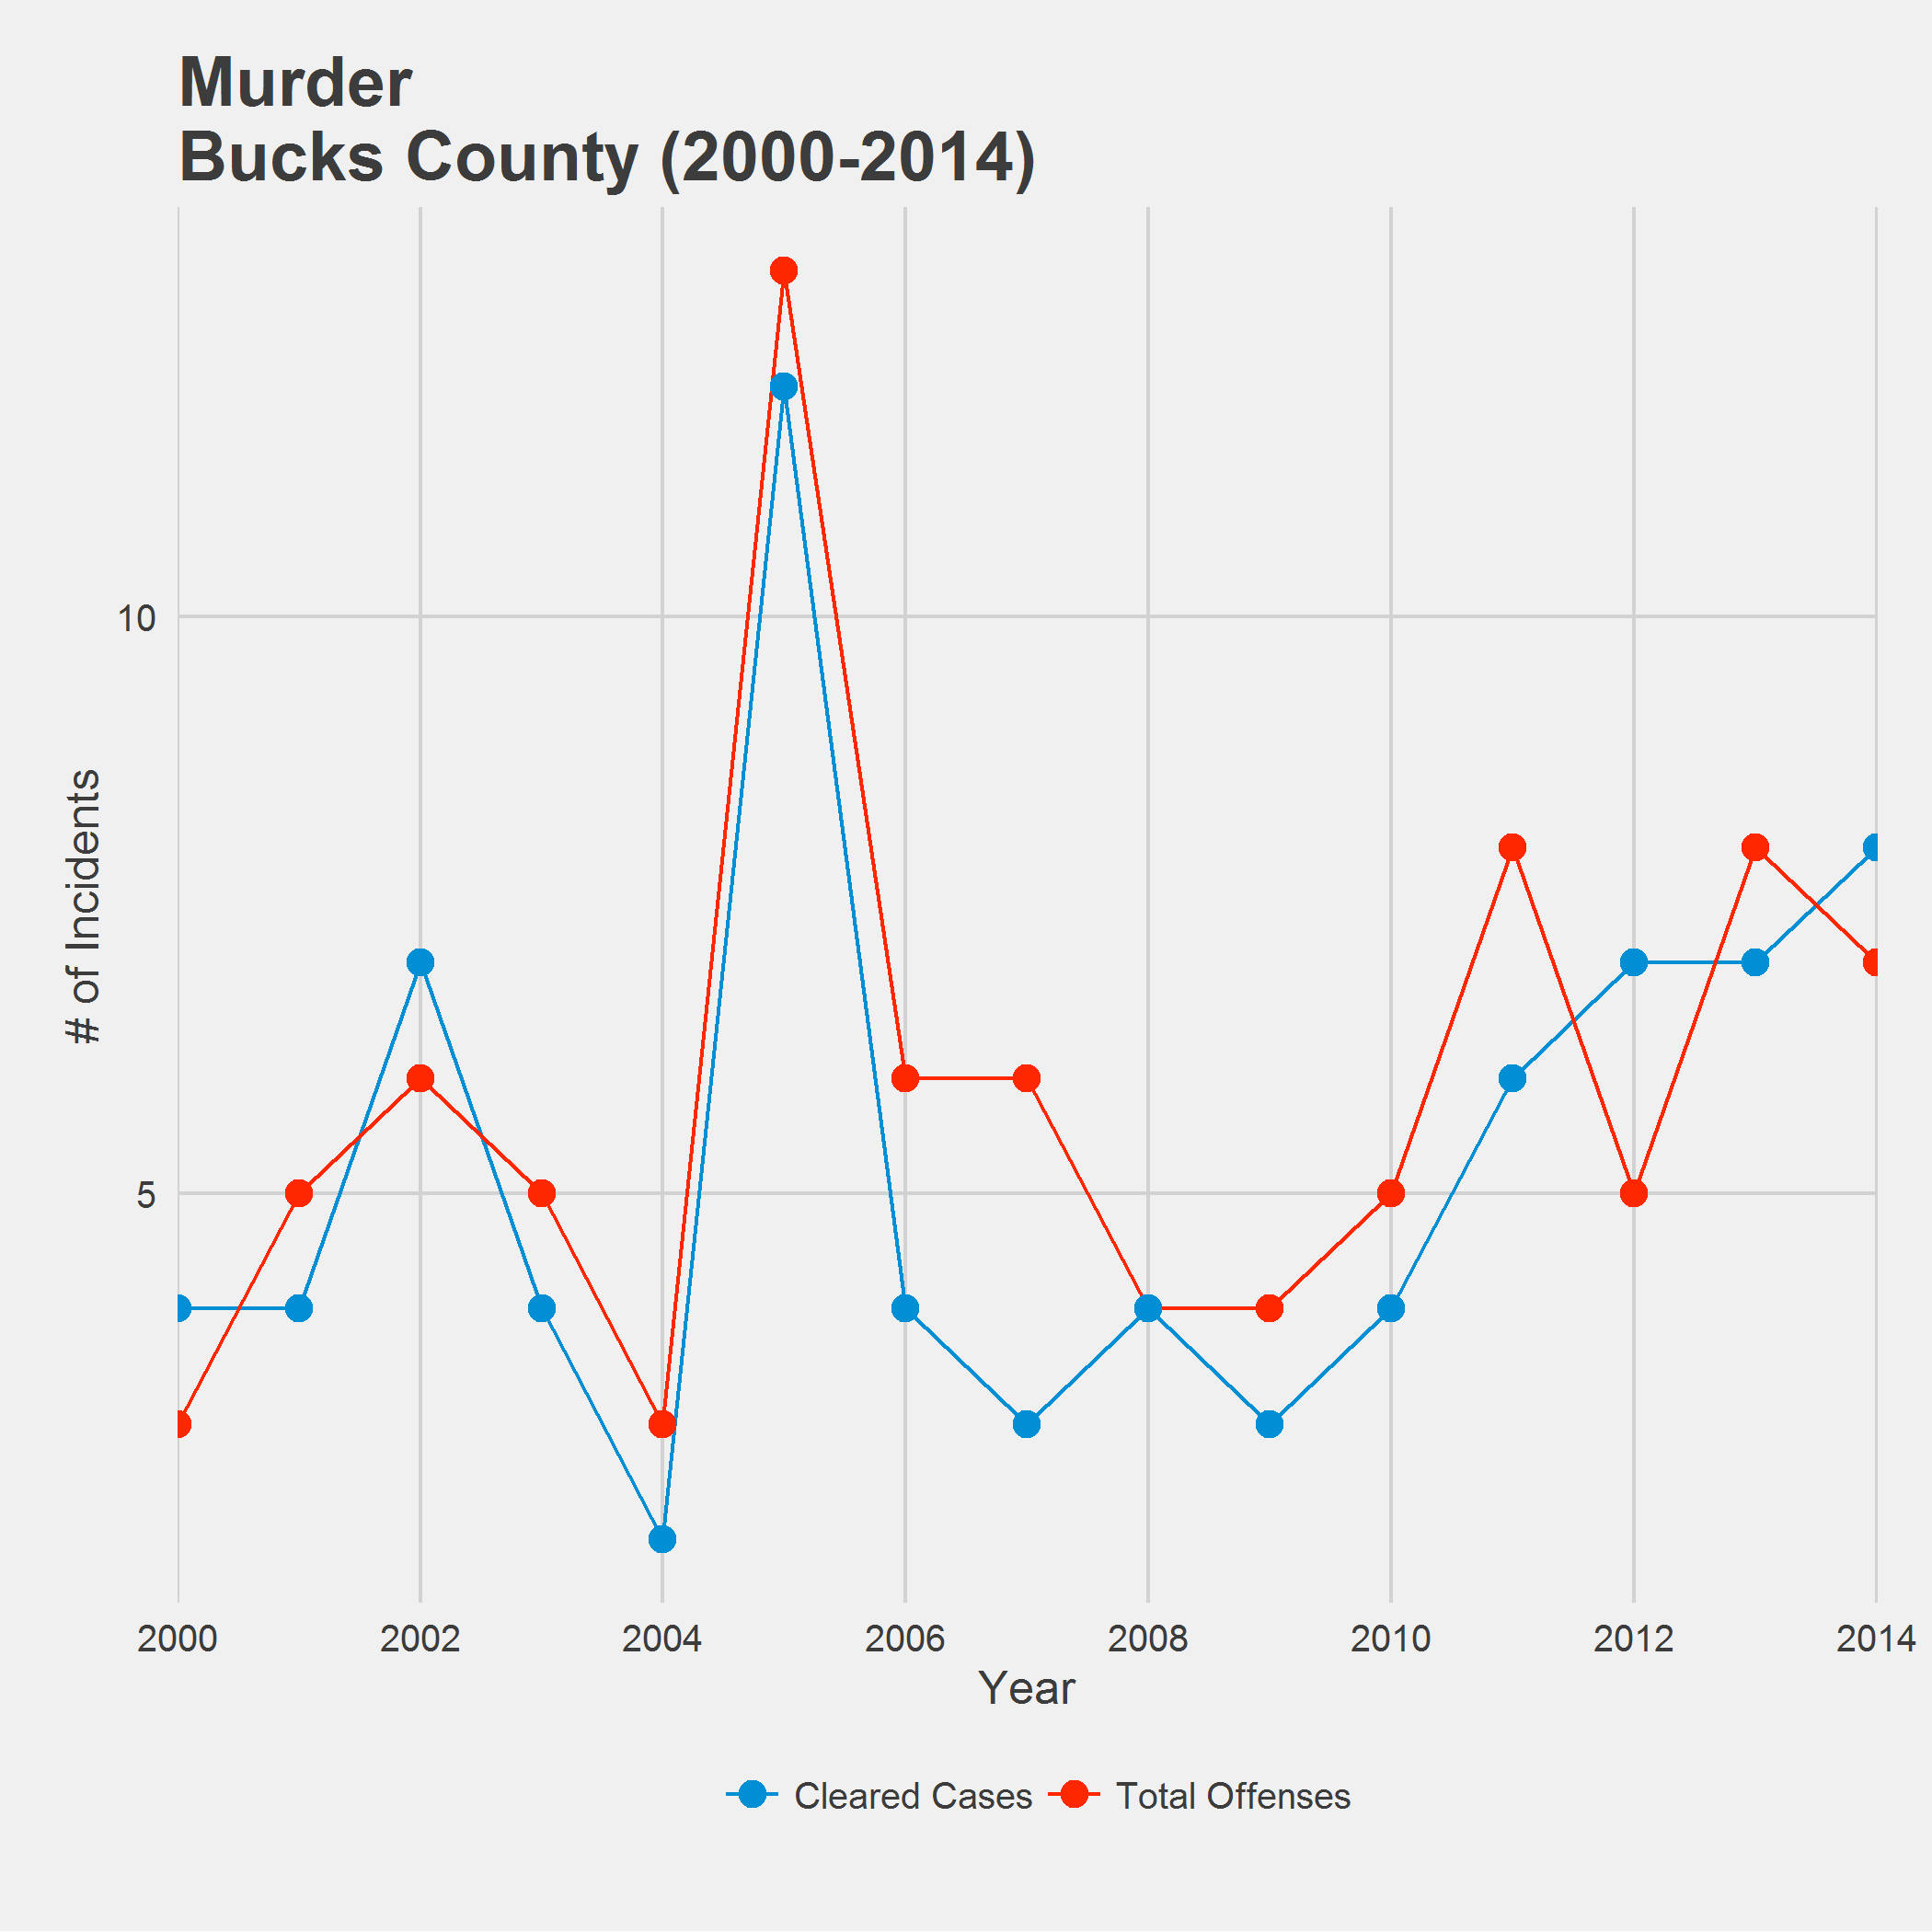 Murder
Bucks County (2000-2014)
# of Incidents
10
5
2000 2002 2004 2006 2008 2010 2012 2014
Year
Cleared Cases Total Offenses